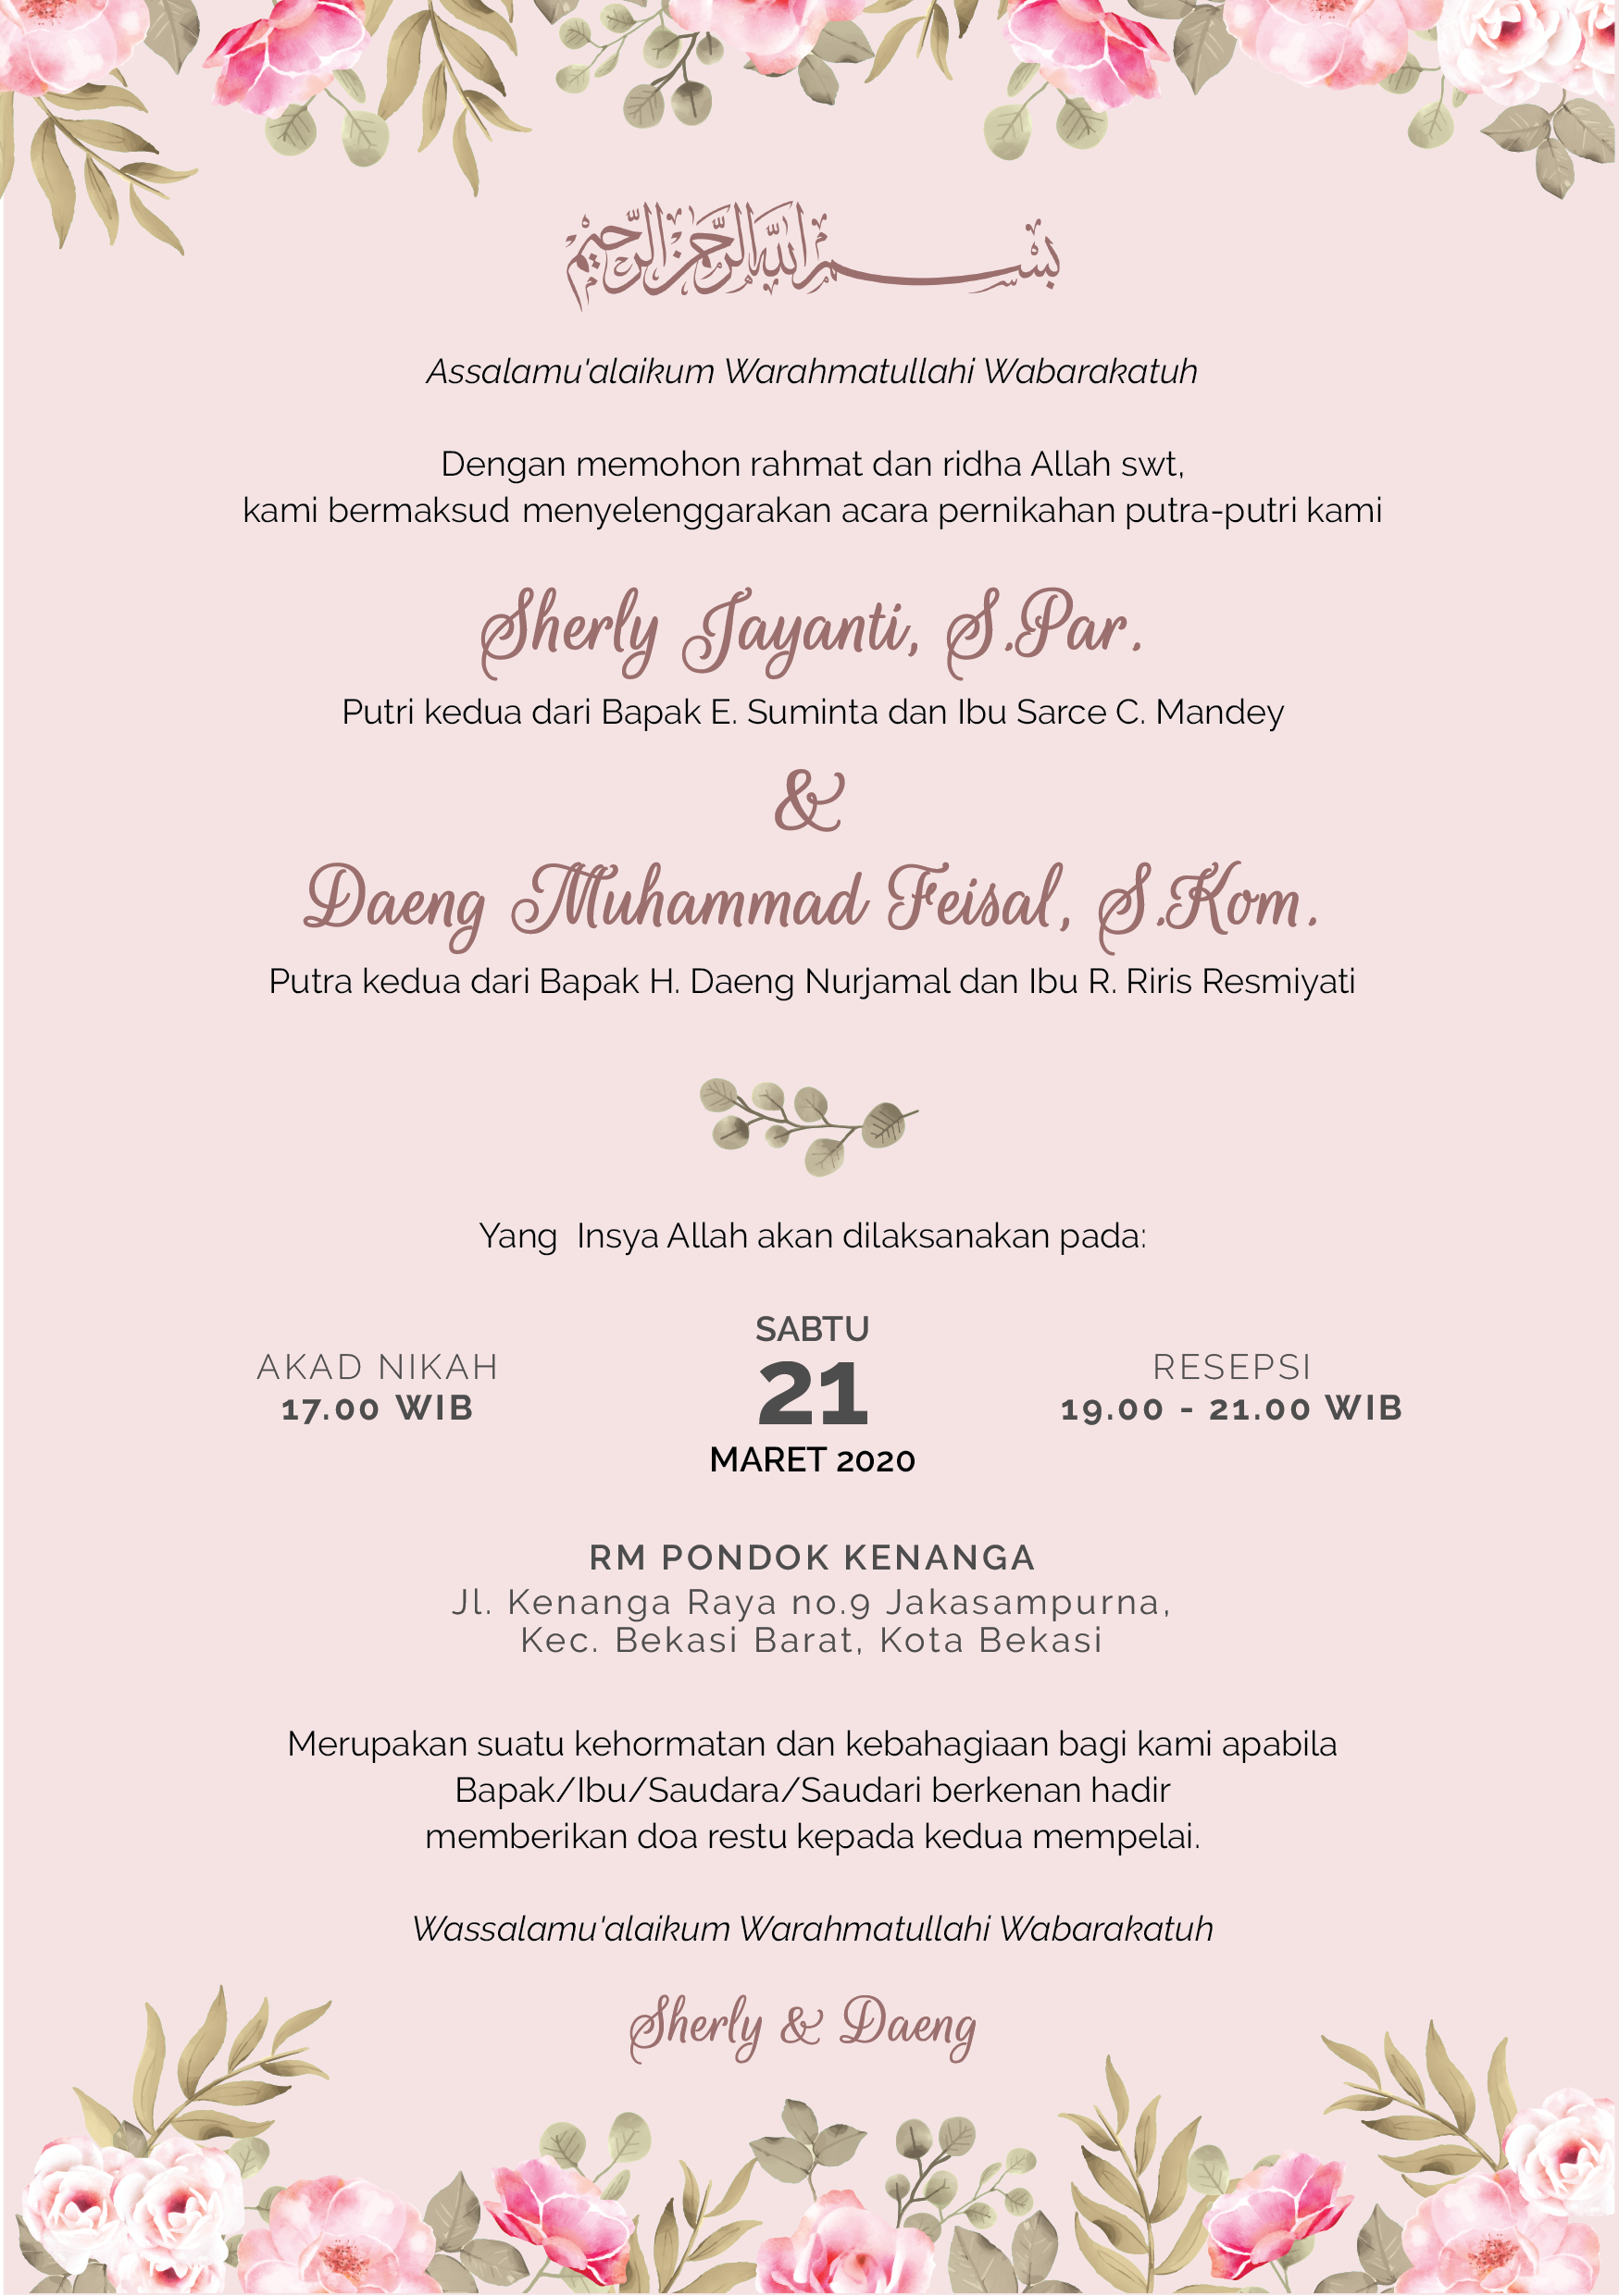 بسم الله الرحمن الرحيم
Assalamu'alaikum Warahmatullahi Wabarakatuh
Dengan memohon rahmat dan ridha Allah swt,
kami bermaksud menyelenggarakan acara pernikahan putra-putri kami
Sherly Jayanti, S.Par.
Putri kedua dari Bapak E. Suminta dan Ibu Sarce C. Mandey
&
Daeng Muhammad Feisal, S.Kom.
Putra kedua dari Bapak H. Daeng Nurjamal dan Ibu R. Riris Resmiyati
Yang  Insya Allah akan dilaksanakan pada:
AKAD NIKAH
17.00 WIB
SABTU
21
MARET 2020
RESEPSI
19.00 - 21.00 WIB
RM PONDOK KENANGA
Jl. Kenanga Raya no.9 Jakasampurna,
Kec. Bekasi Barat, Kota Bekasi
Merupakan suatu kehormatan dan kebahagiaan bagi kami apabila
Bapak/Ibu/Saudara/Saudari berkenan hadir
memberikan doa restu kepada kedua mempelai.
Wassalamu'alaikum Warahmatullahi Wabarakatuh
Sherly & Daeng